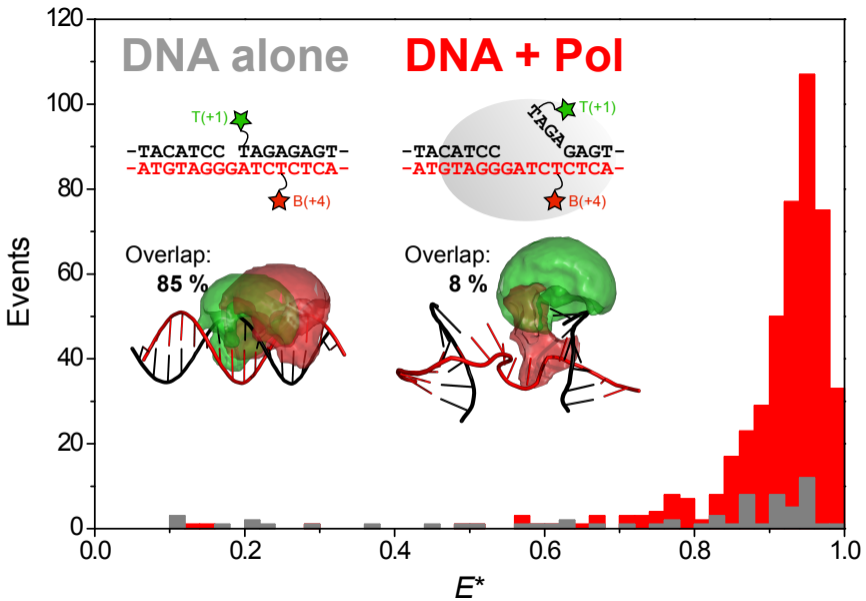 DNA alone DNA + Pol
T(+1)
-TACATCC TAGAGAGT-
-ATGTAGGGATCTCTCA-
B(+4)
T(+1)
TAGA
-TACATCC GAGT-
-ATGTAGGGATCTCTCA-
B(+4)
Overlap:
85 %
Overlap:
8 %
Events
120
100
80
60
40
20
0
0.0 0.2 0.4 0.6 0.8 1.0
E*